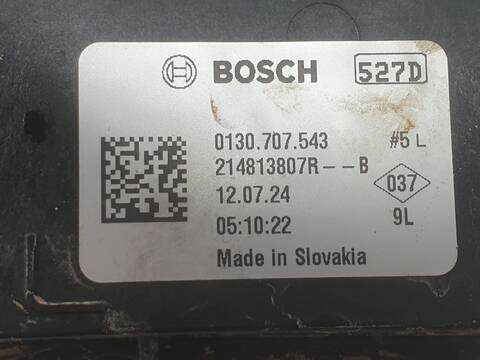 BOSCH 527D
0130.707.543 #5 L
214813807R--B
12.07.24 037
05:10:22 9L
Made in Slovakia